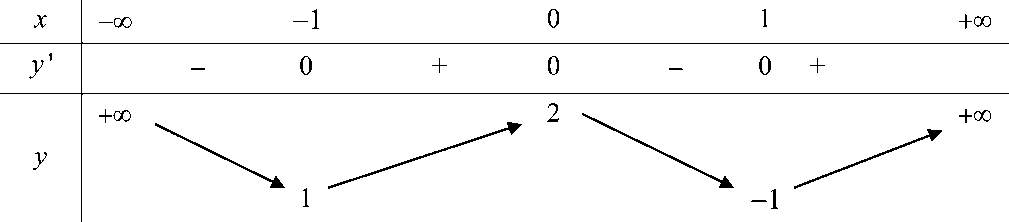 x −∞ −1 0 1 +∞
y' − 0 + 0 − 0 +
+∞ 2 +∞
y
1 −1